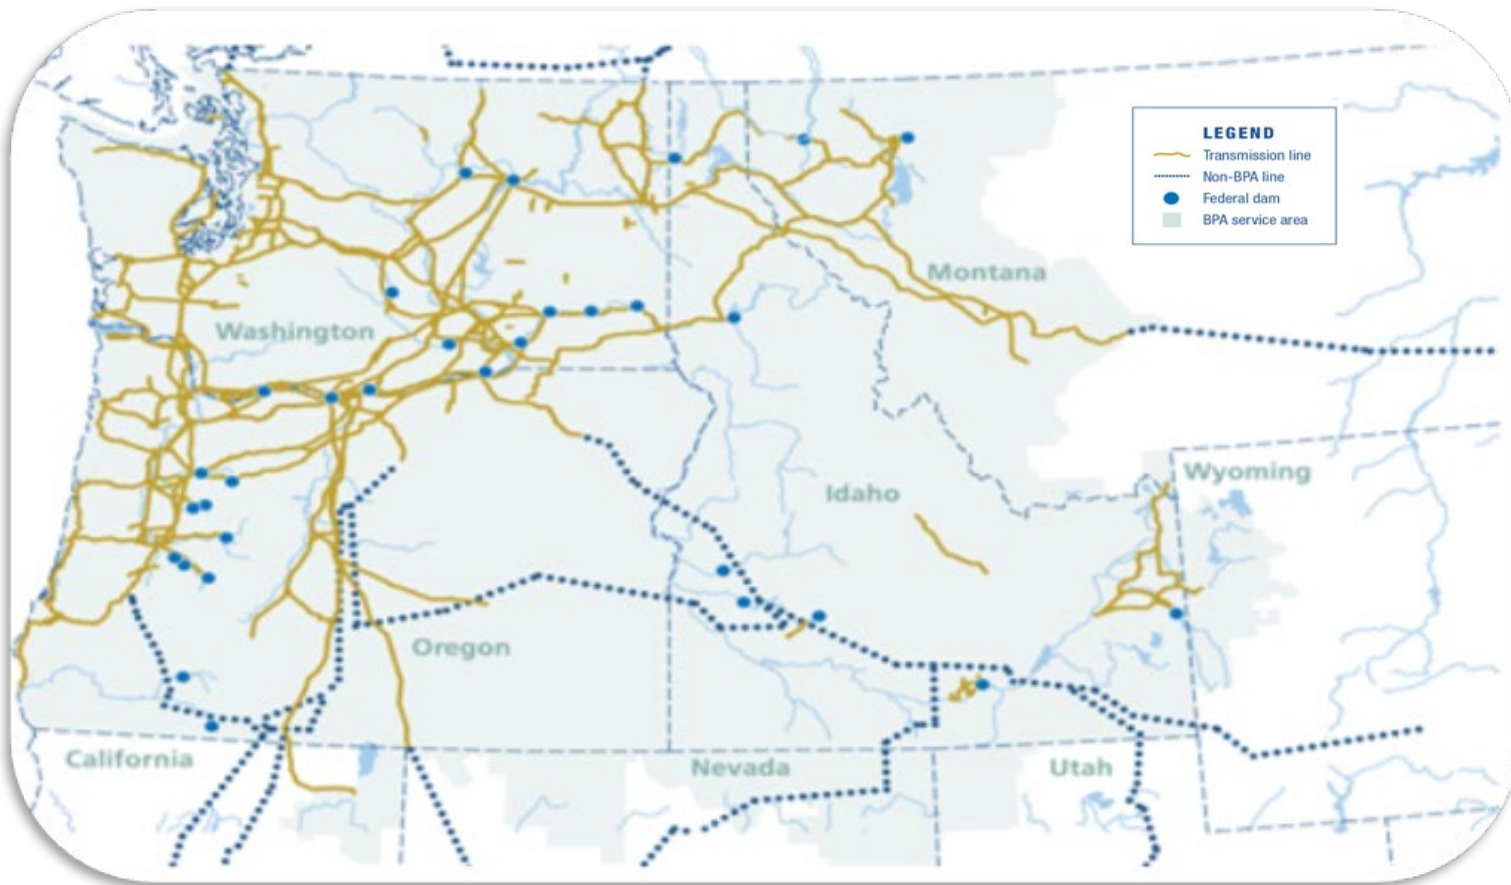 LEGEND
Transmission line
Non-BPA line
Federal dam
BPA service area
Montana
Washington
Wyoming
Idaho
Oregon
California
Nevada
Utah